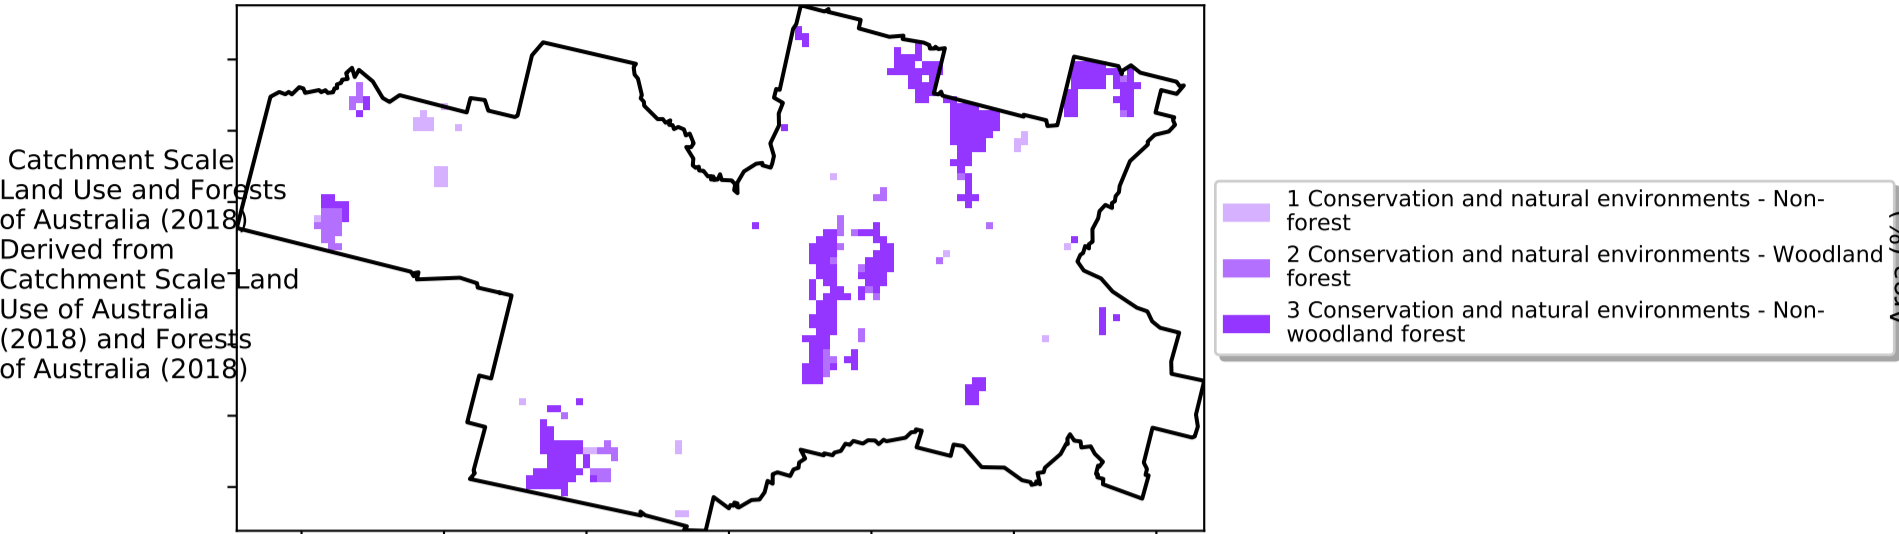 Catchment Scale
Land Use and Forests
of Australia (2018)
Derived from
Catchment Scale Land
Use of Australia
(2018) and Forests
of Australia (2018)
1 Conservation and natural environments - Non-
forest
2 Conservation and natural environments - Woodland
forest
3 Conservation and natural environments - Non-
woodland forest